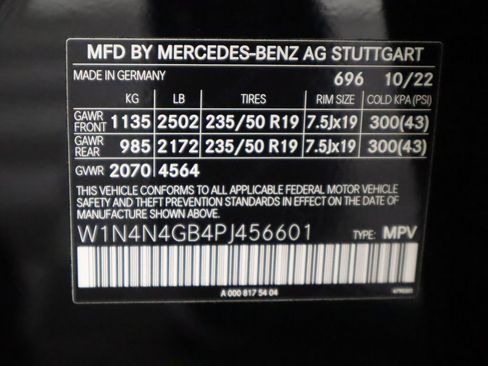 MFD BY MERCEDES-BENZ AG STUTTGART
MADE IN GERMANY 696 10/22
KG LB TIRES RIM SIZE COLD KPA (PSI)
GAWR FRONT 1135 2502 235/50 R19 7.5Jx19 300(43)
GAWR REAR 985 2172 235/50 R19 7.5Jx19 300(43)
GVWR 2070 4564
THIS VEHICLE CONFORMS TO ALL APPLICABLE FEDERAL MOTOR VEHICLE
SAFETY AND THEFT PREVENTION STANDARDS IN EFFECT ON THE
DATE OF MANUFACTURE SHOWN ABOVE.
W1N4N4GB4PJ456601 TYPE: MPV
A 000 817 54 04